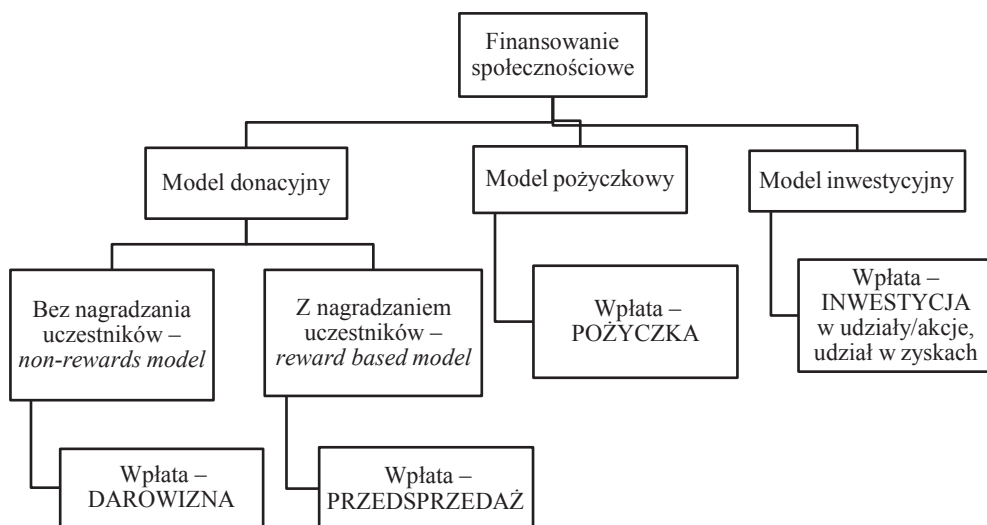 Finansowanie
społecznościowe
Model donacyjny
Model pożyczkowy
Model inwestycyjny
Bez nagradzania
uczestników –
non-rewards model
Z nagradzaniem
uczestników –
reward based model
Wpłata –
POŻYCZKA
Wpłata –
INWESTYCJA
w udziały/akcje,
udział w zyskach
Wpłata –
DAROWIZNA
Wpłata –
PRZEDSPRZEDAŻ